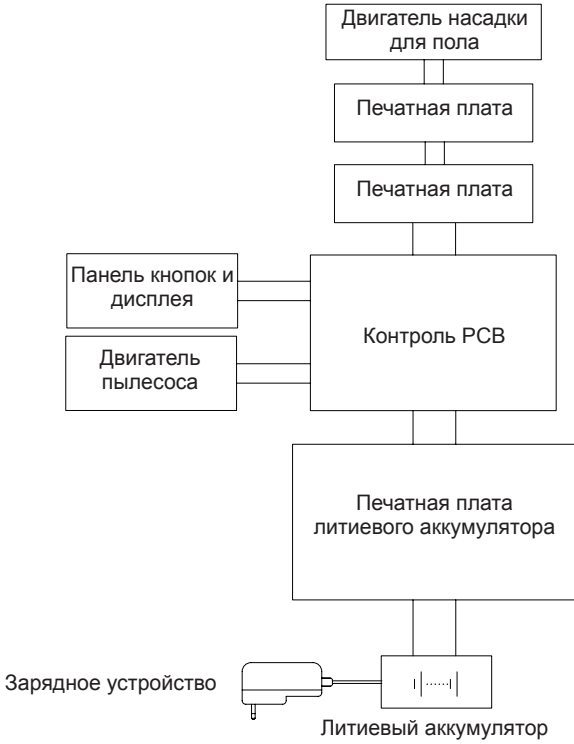 Двигатель насадки
для пола
Печатная плата
Печатная плата
Панель кнопок и
дисплея
Контроль PCB
Двигатель
пылесоса
Печатная плата
литиевого аккумулятора
Зарядное устройство
Литиевый аккумулятор